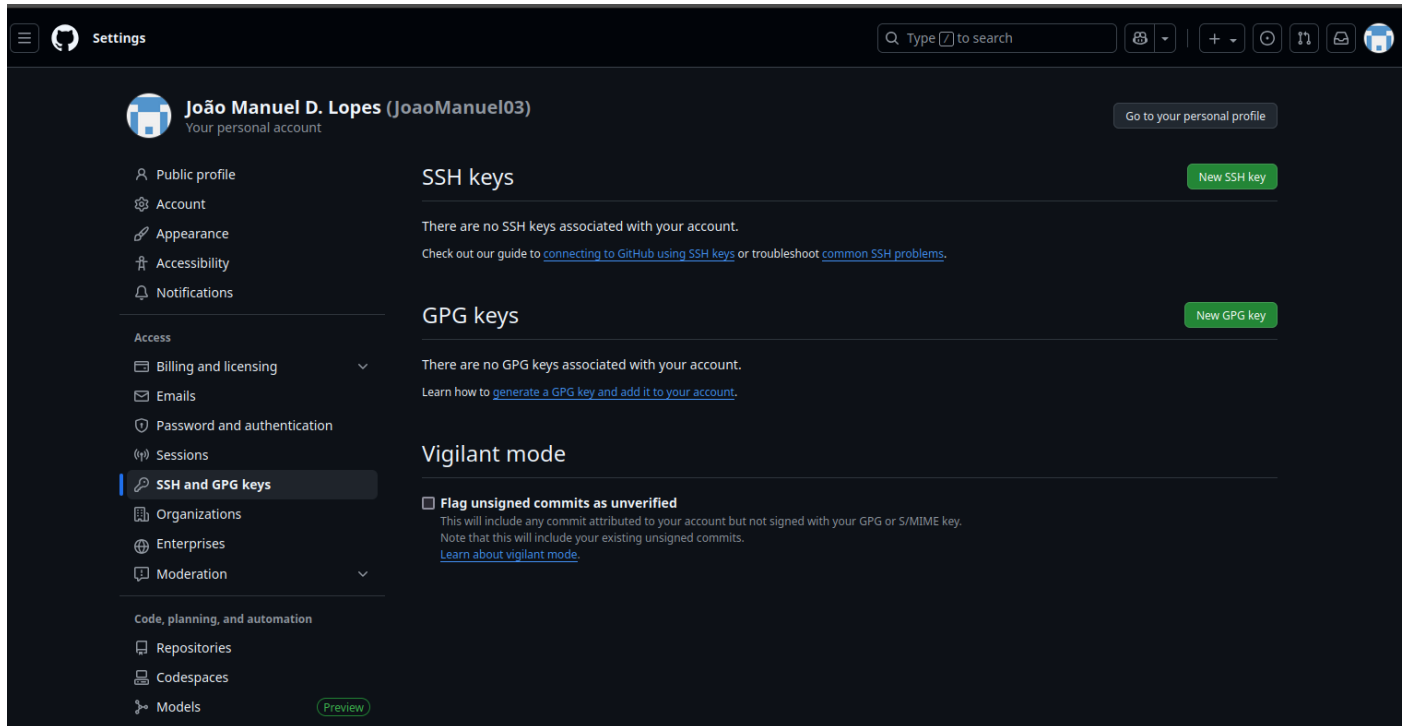 Settings
Type / to search
João Manuel D. Lopes (JoaoManuel03)
Your personal account
Go to your personal profile
Public profile
Account
Appearance
Accessibility
Notifications
Access
Billing and licensing
Emails
Password and authentication
Sessions
SSH and GPG keys
Organizations
Enterprises
Moderation
Code, planning, and automation
Repositories
Codespaces
Models
Preview
SSH keys
New SSH key
There are no SSH keys associated with your account.
Check out our guide to connecting to GitHub using SSH keys or troubleshoot common SSH problems.
GPG keys
New GPG key
There are no GPG keys associated with your account.
Learn how to generate a GPG key and add it to your account.
Vigilant mode
Flag unsigned commits as unverified
This will include any commit attributed to your account but not signed with your GPG or S/MIME key.
Note that this will include your existing unsigned commits.
Learn about vigilant mode.